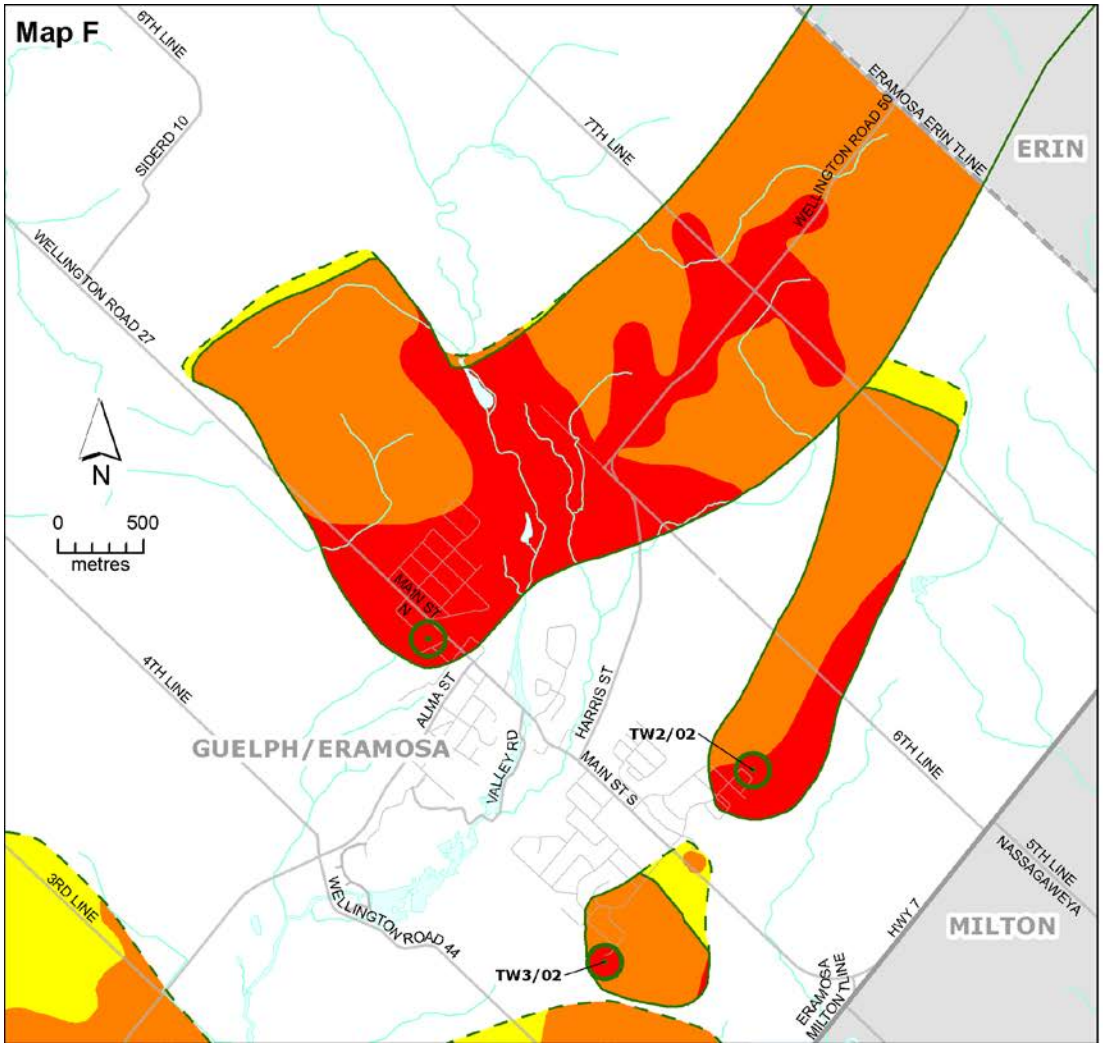 Map F
6TH LINE
SIDERD 10
ERAMOSA ERIN TLINE
7TH LINE
WELLINGTON ROAD 50
ERIN
WELLINGTON ROAD 27
N
0 500
metres
MAIN ST
N
4TH LINE
ALMA ST
HARRIS ST
GUELPH/ERAMOSA
VALLEY RD
MAIN ST S
TW2/02
6TH LINE
5TH LINE
NASSAGAWEYA
3RD LINE
WELLINGTON ROAD 44
HWY 7
MILTON
TW3/02
ERAMOSA
MILTON TLINE